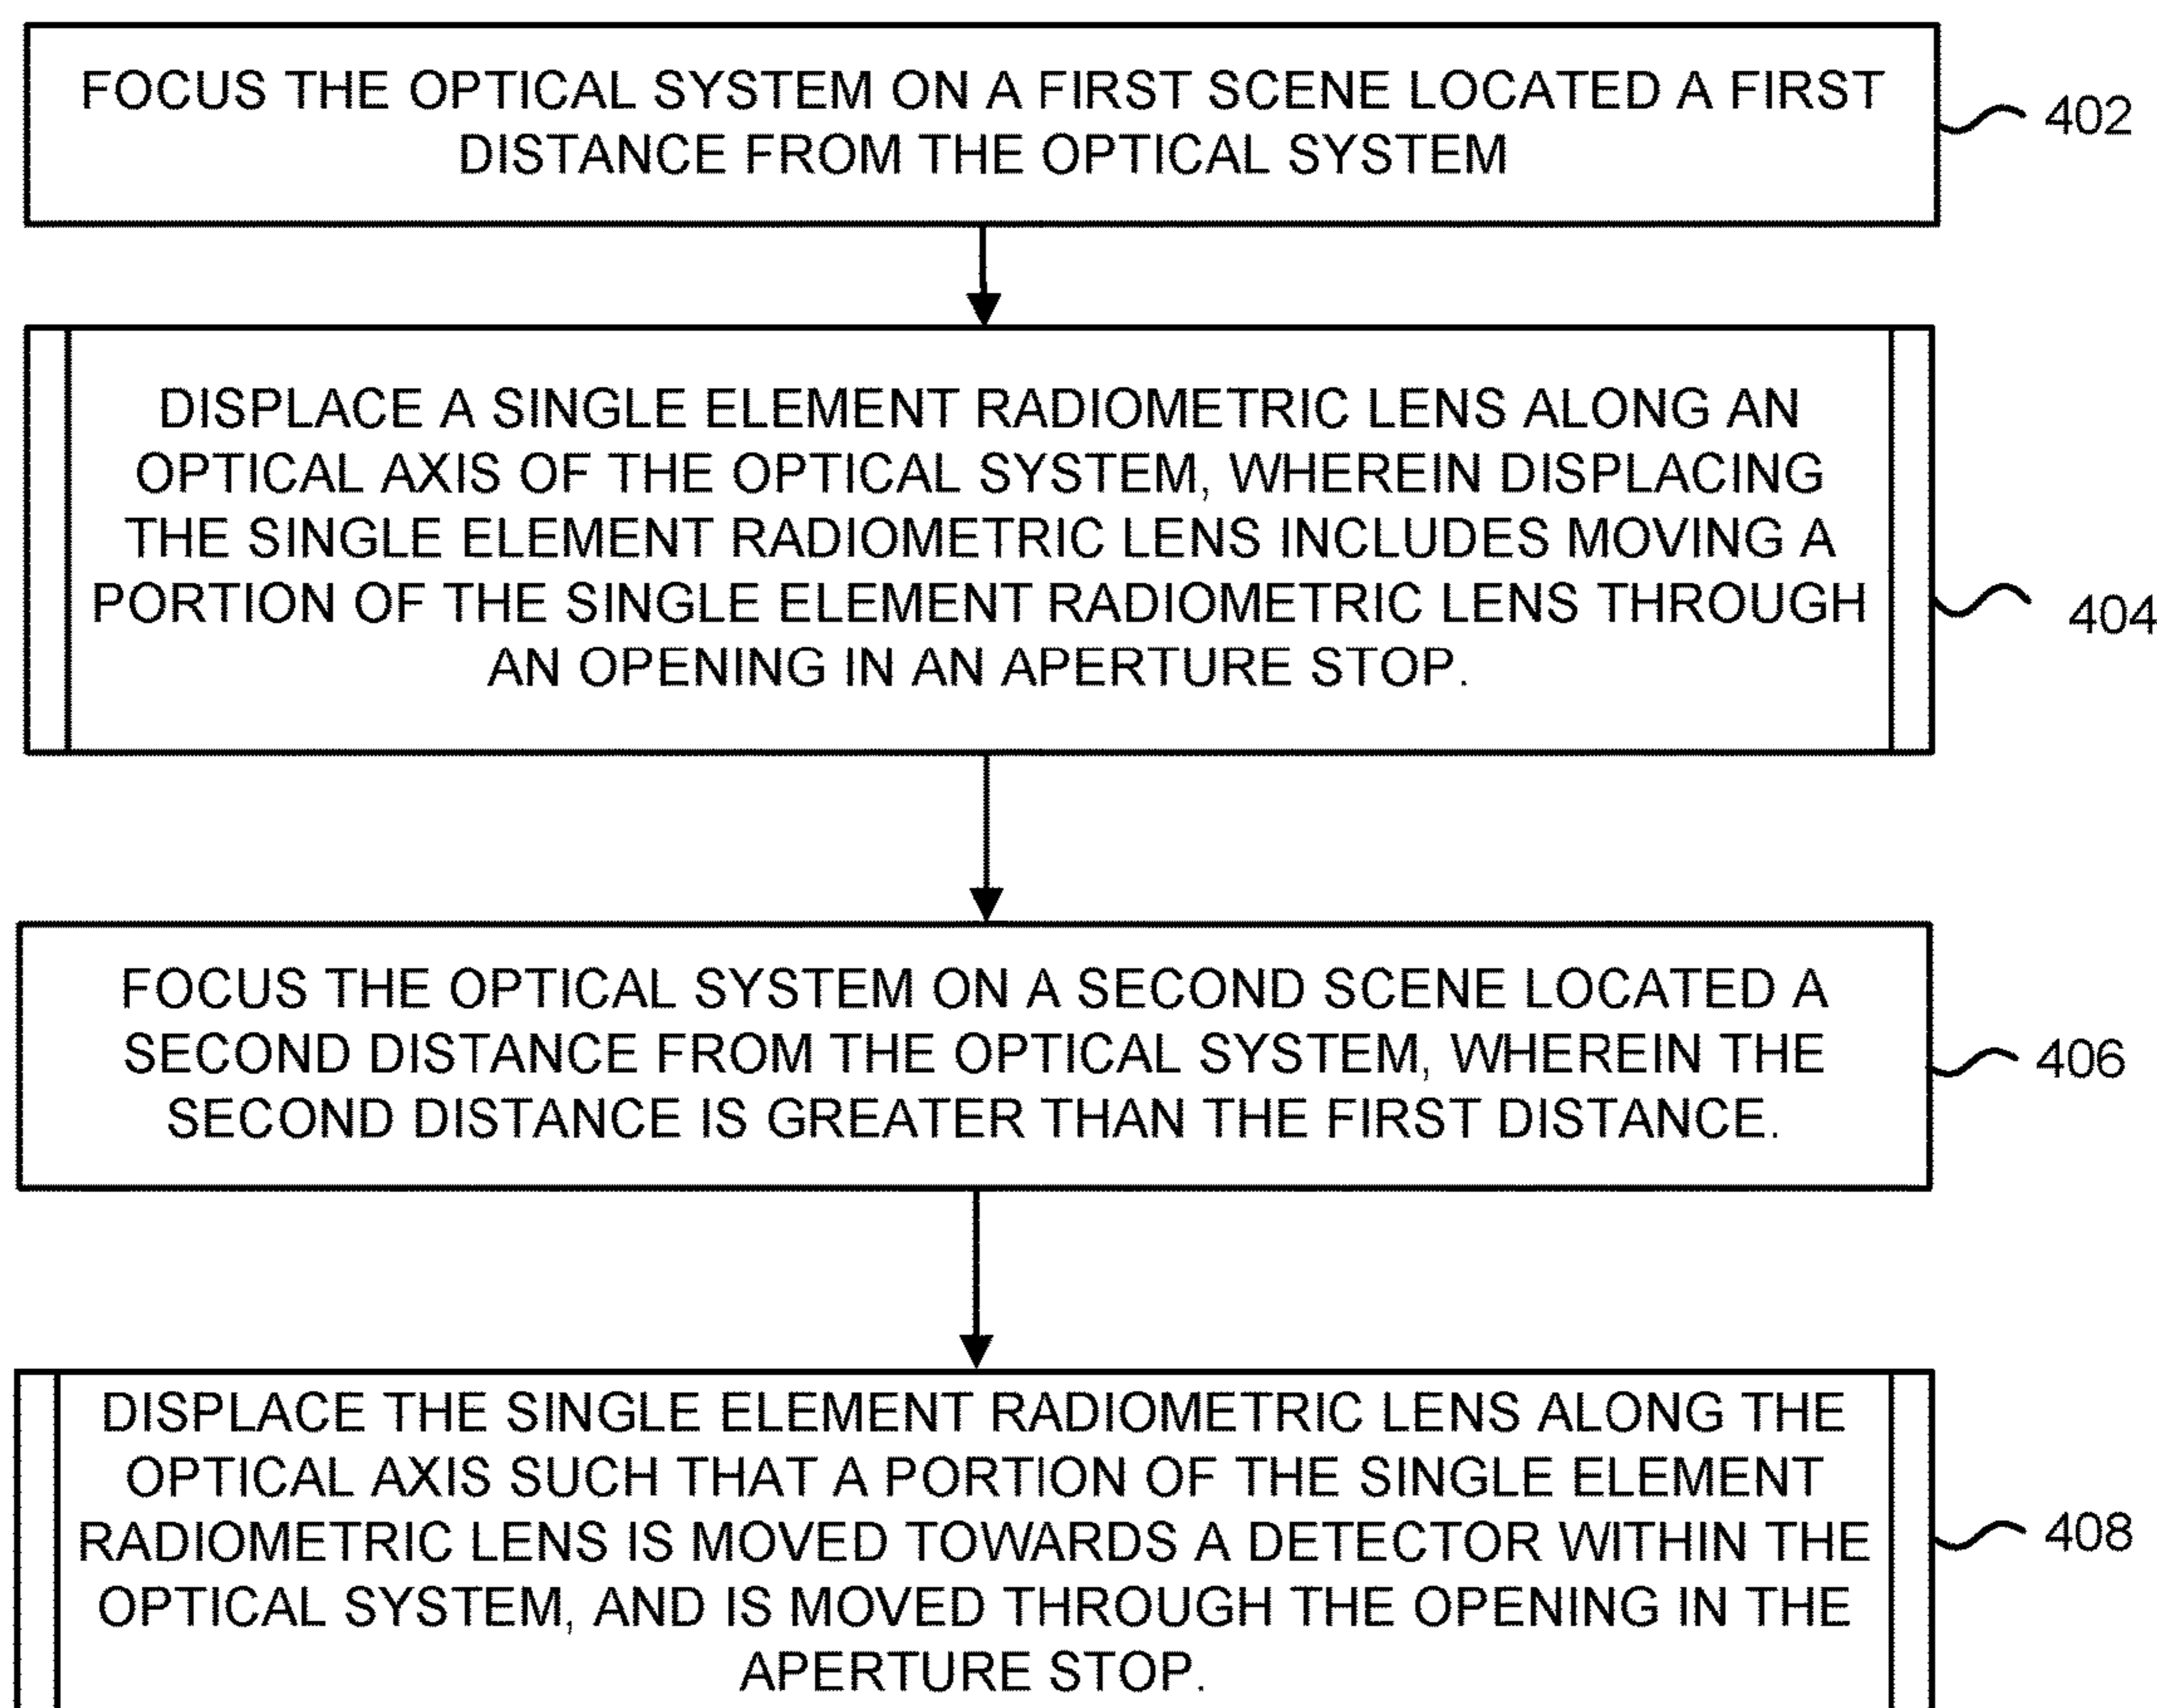 FOCUS THE OPTICAL SYSTEM ON A FIRST SCENE LOCATED A FIRST
DISTANCE FROM THE OPTICAL SYSTEM
402
DISPLACE A SINGLE ELEMENT RADIOMETRIC LENS ALONG AN
OPTICAL AXIS OF THE OPTICAL SYSTEM, WHEREIN DISPLACING
THE SINGLE ELEMENT RADIOMETRIC LENS INCLUDES MOVING A
PORTION OF THE SINGLE ELEMENT RADIOMETRIC LENS THROUGH
AN OPENING IN AN APERTURE STOP.
404
FOCUS THE OPTICAL SYSTEM ON A SECOND SCENE LOCATED A
SECOND DISTANCE FROM THE OPTICAL SYSTEM, WHEREIN THE
SECOND DISTANCE IS GREATER THAN THE FIRST DISTANCE.
406
DISPLACE THE SINGLE ELEMENT RADIOMETRIC LENS ALONG THE
OPTICAL AXIS SUCH THAT A PORTION OF THE SINGLE ELEMENT
RADIOMETRIC LENS IS MOVED TOWARDS A DETECTOR WITHIN THE
OPTICAL SYSTEM, AND IS MOVED THROUGH THE OPENING IN THE
APERTURE STOP.
408